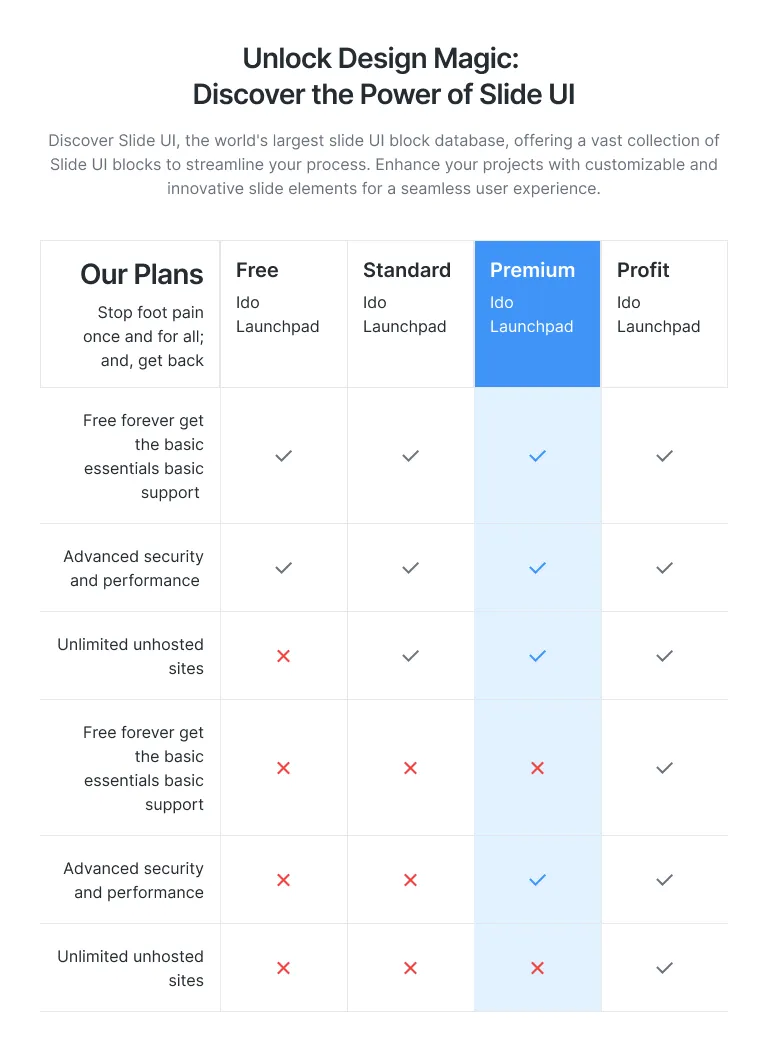 Unlock Design Magic:
Discover the Power of Slide UI
Discover Slide UI, the world's largest slide UI block database, offering a vast collection of
Slide UI blocks to streamline your process. Enhance your projects with customizable and
innovative slide elements for a seamless user experience.
Our Plans
Stop foot pain
once and for all;
and, get back
Free
Ido
Launchpad
Standard
Ido
Launchpad
Premium
Ido
Launchpad
Profit
Ido
Launchpad
Free forever get
the basic
essentials basic
support
Advanced security
and performance
Unlimited unhosted
sites
Free forever get
the basic
essentials basic
support
Advanced security
and performance
Unlimited unhosted
sites